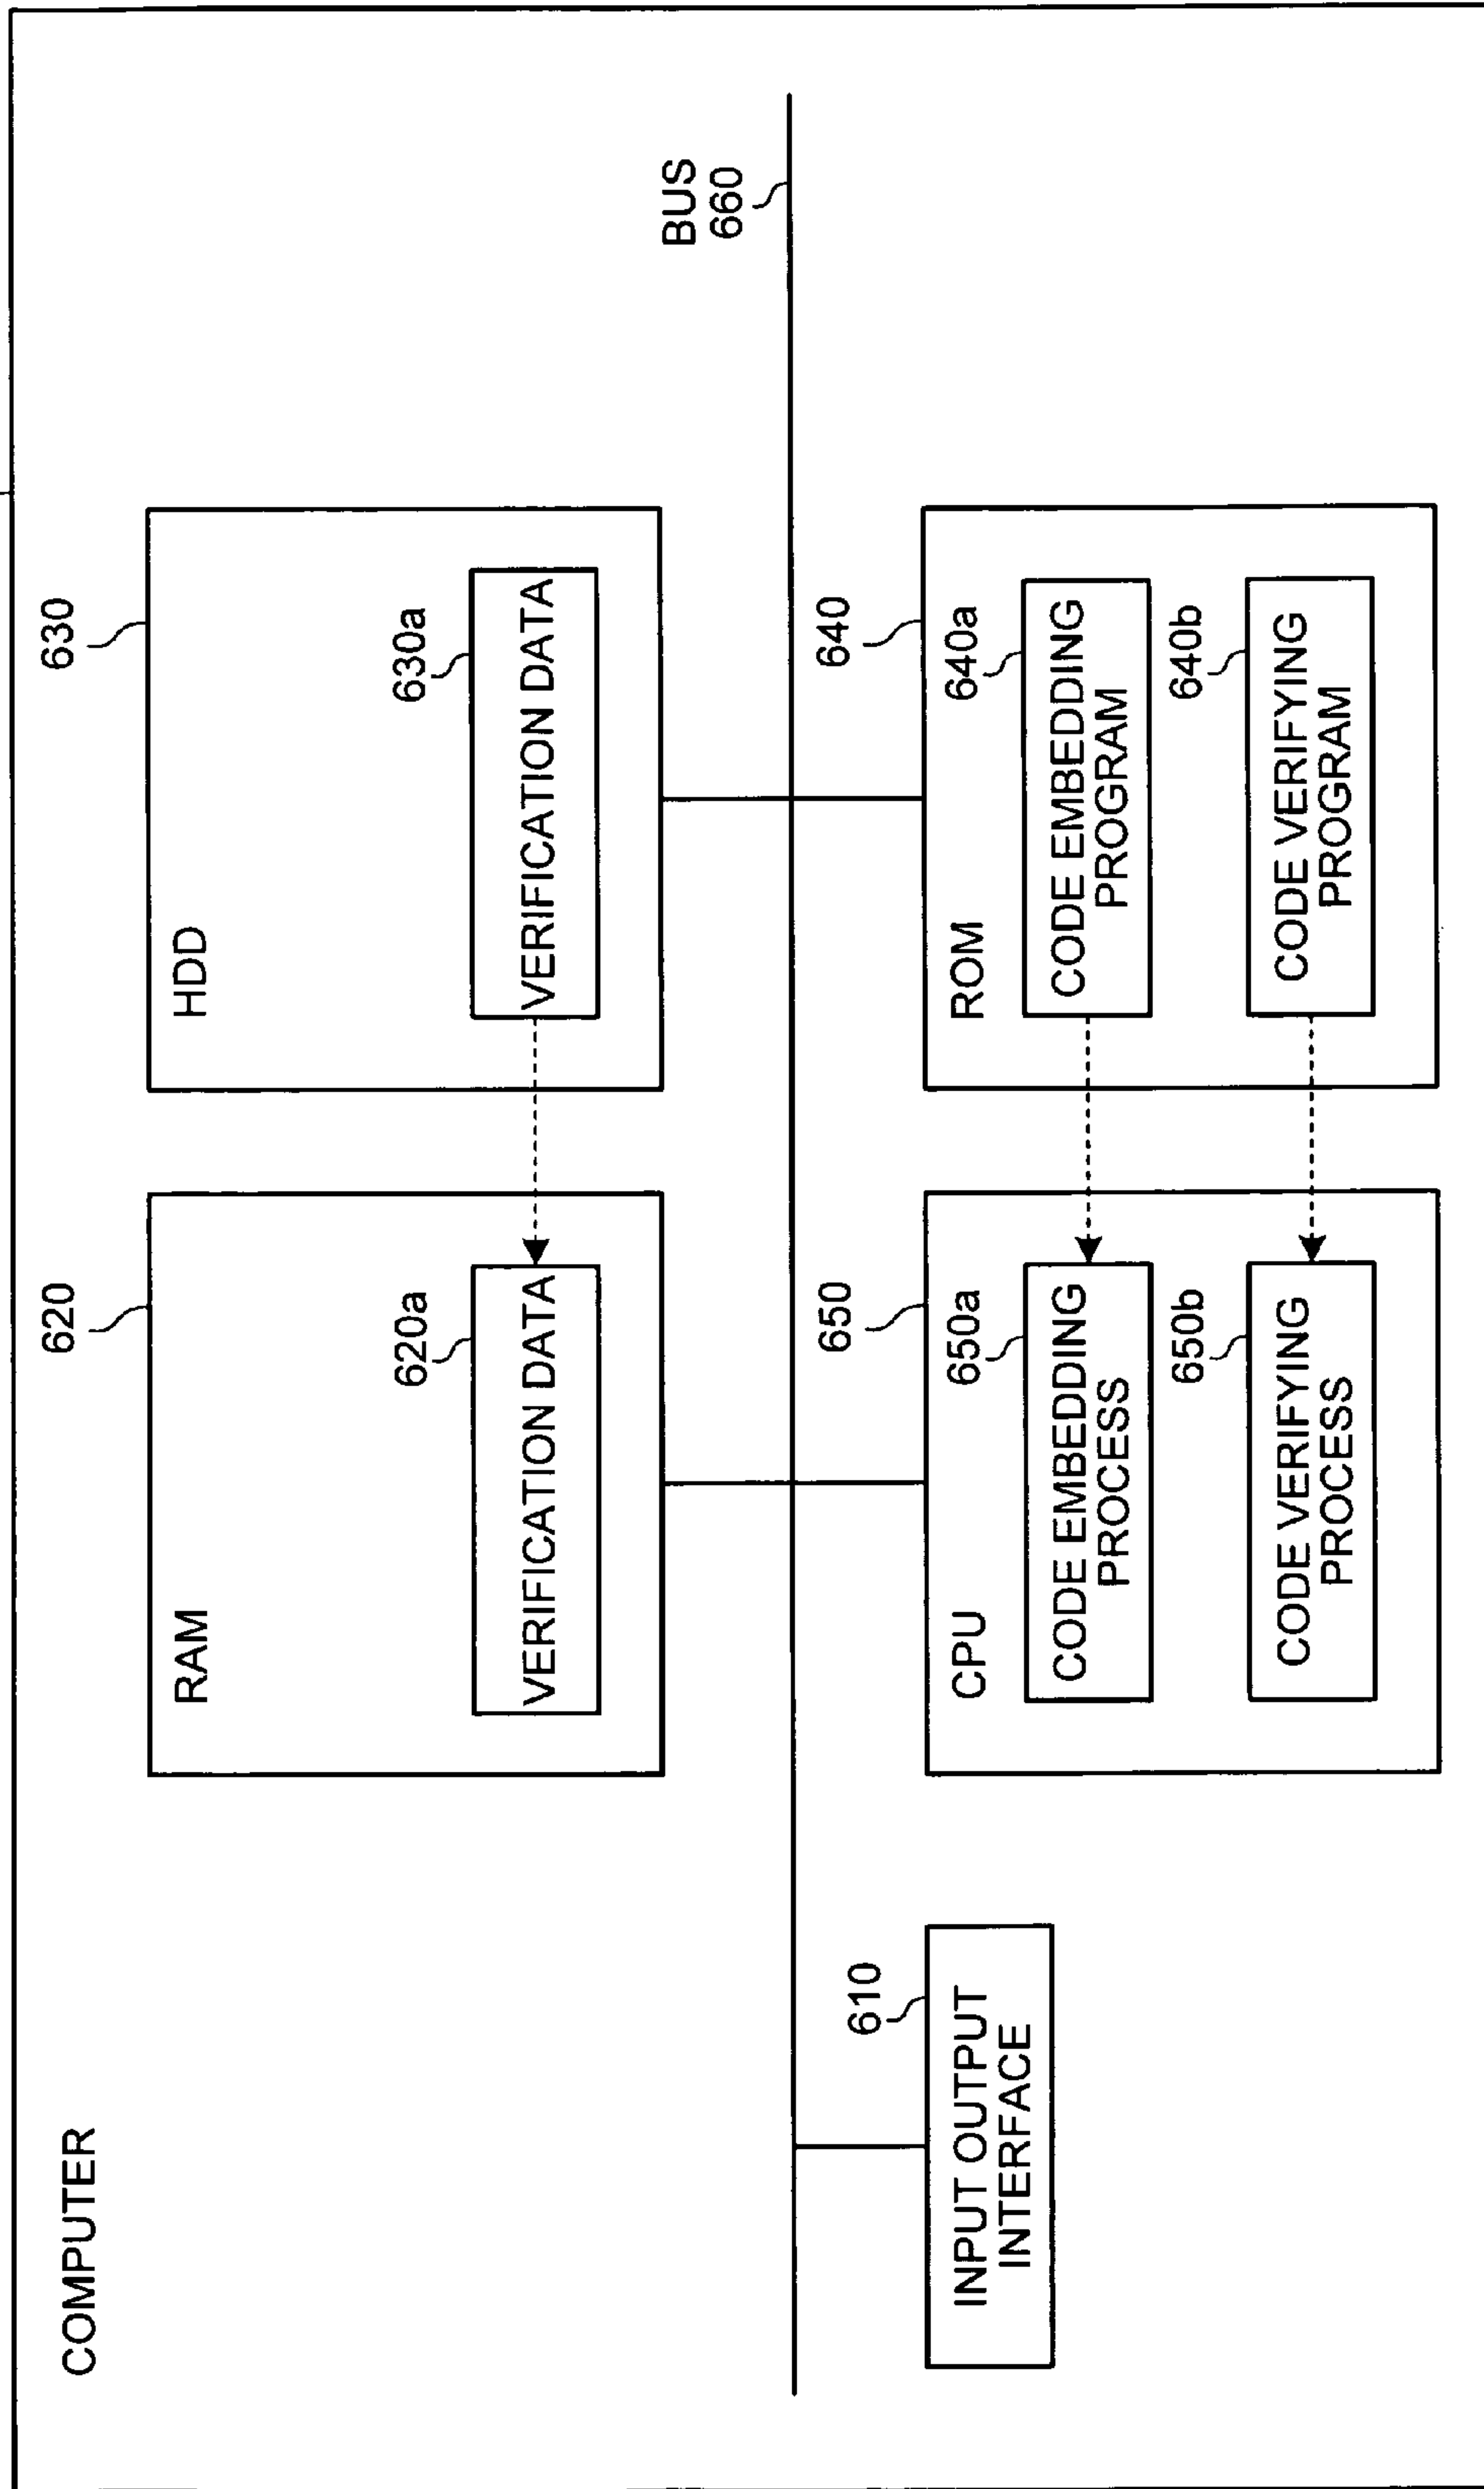 COMPUTER
620
630
RAM
HDD
620a
630a
VERIFICATION DATA
VERIFICATION DATA
BUS
660
610
650
640
INPUT OUTPUT
INTERFACE
CPU
ROM
650a
640a
CODE EMBEDDING
PROCESS
CODE EMBEDDING
PROGRAM
650b
640b
CODE VERIFYING
PROCESS
CODE VERIFYING
PROGRAM